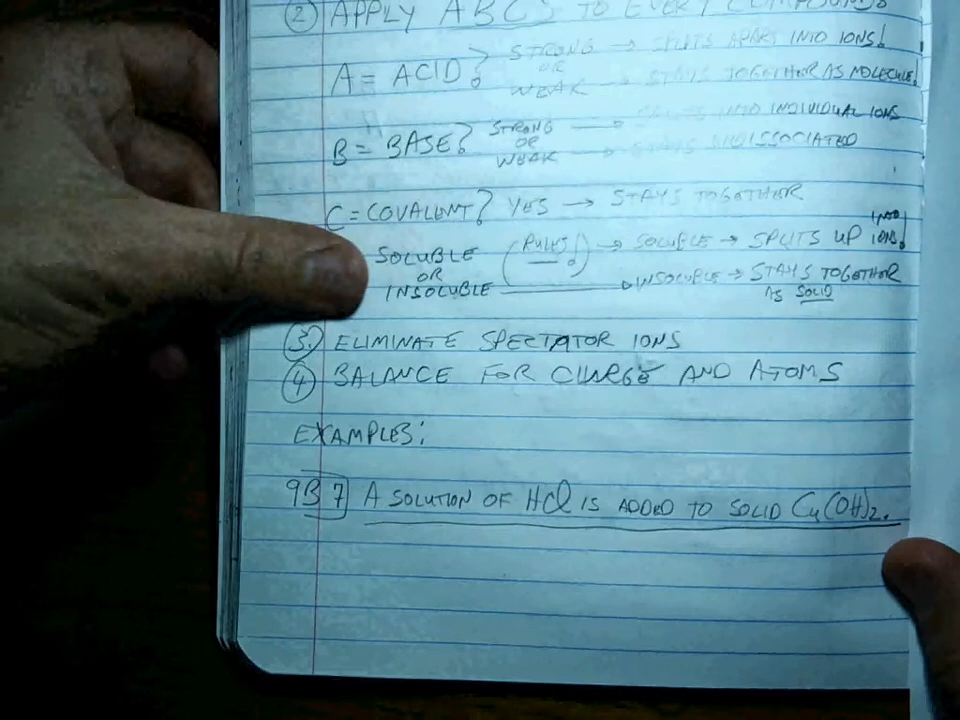 ② APPLY ABCS TO EVERY COMPOUND.
A = ACID? STRONG → SPLITS APART INTO IONS!
OR
WEAK → STAYS TOGETHER AS MOLECULE!
B = BASE? STRONG → INTO INDIVIDUAL IONS
OR
WEAK → STAYS UNDISSOCIATED
C = COVALENT? YES → STAYS TOGETHER
SOLUBLE (RULES!) → SOLUBLE → SPLITS UP INTO IONS!
OR
INSOLUBLE → INSOLUBLE → STAYS TOGETHER
AS SOLID
③ ELIMINATE SPECTATOR IONS
④ BALANCE FOR CHARGE AND ATOMS
EXAMPLES:
9B 7 A SOLUTION OF HCl IS ADDED TO SOLID Cu(OH)2.